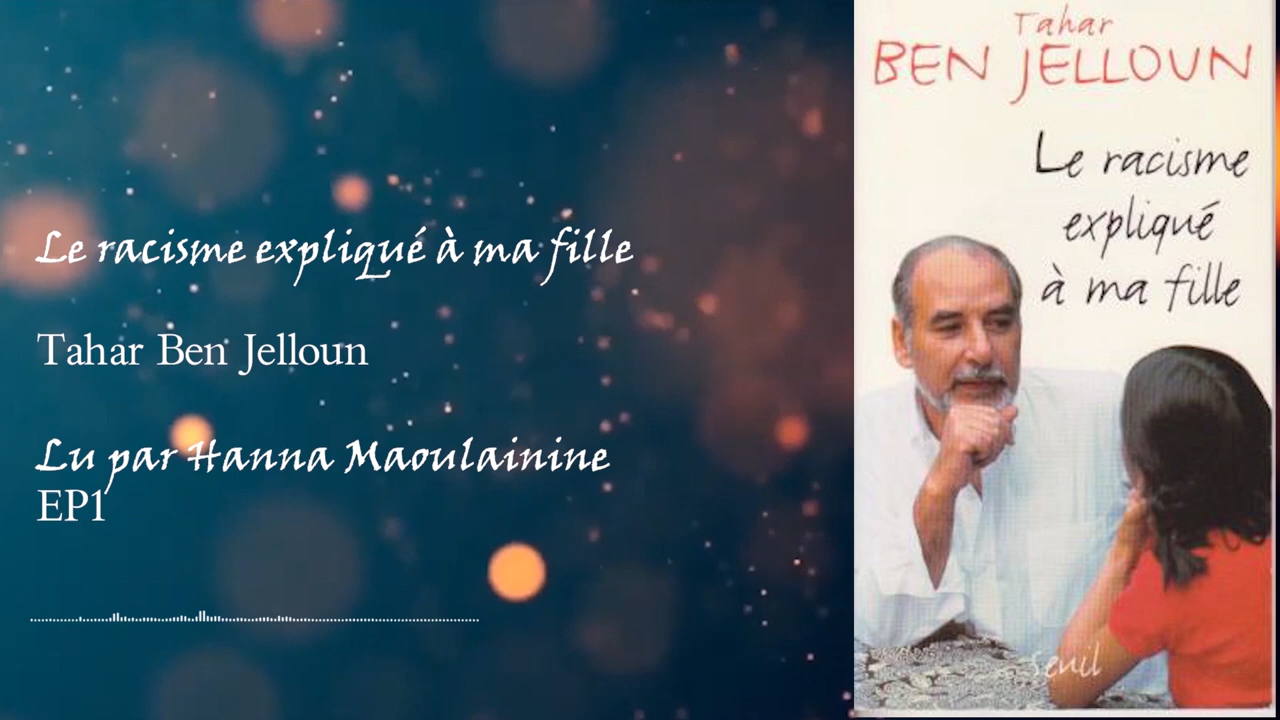 Le racisme expliqué à ma fille
Tahar Ben Jelloun
Lu par Hanna Maoulainine
EP1
Tahar
BEN JELLOUN
Le racisme
expliqué
à ma fille
Seuil